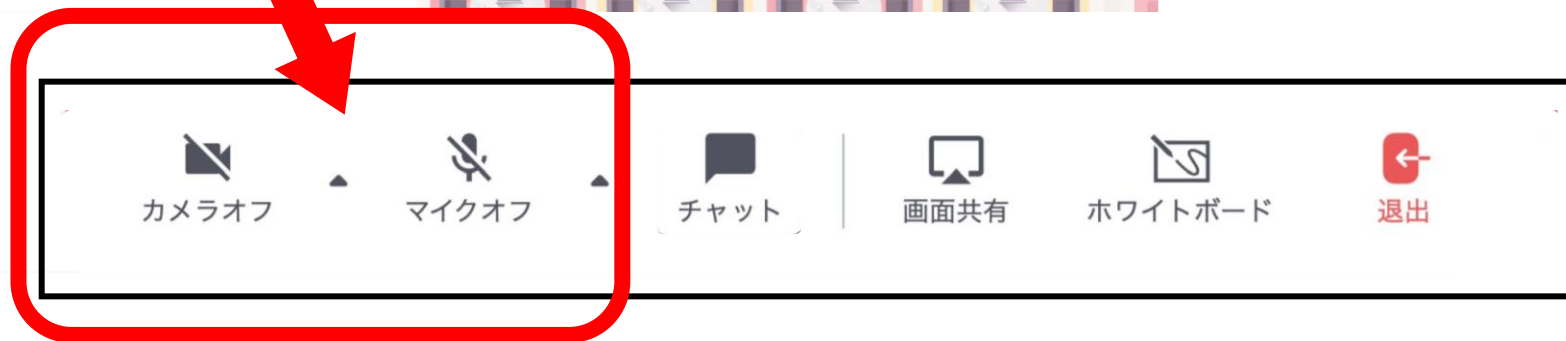 カメラオフ
マイクオフ
チャット
画面共有
ホワイトボード
退出